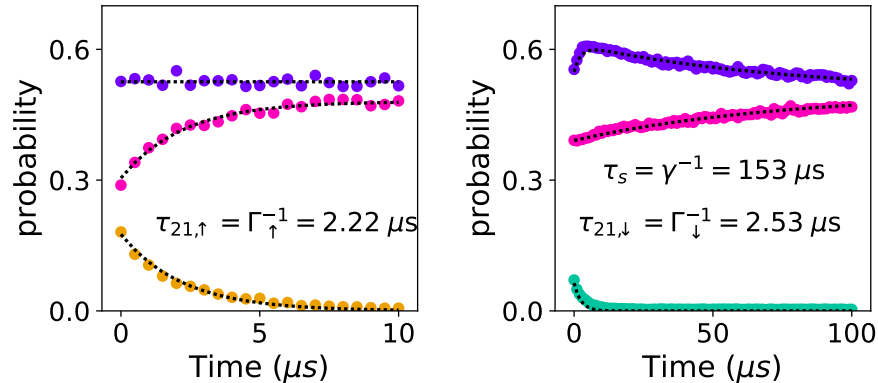 probability
0.6
0.3
0.0
τ21,↑ = Γ↑⁻¹ = 2.22 μs
0
5
10
Time (μs)
probability
0.6
0.3
0.0
τs = γ⁻¹ = 153 μs
τ21,↓ = Γ↓⁻¹ = 2.53 μs
0
50
100
Time (μs)